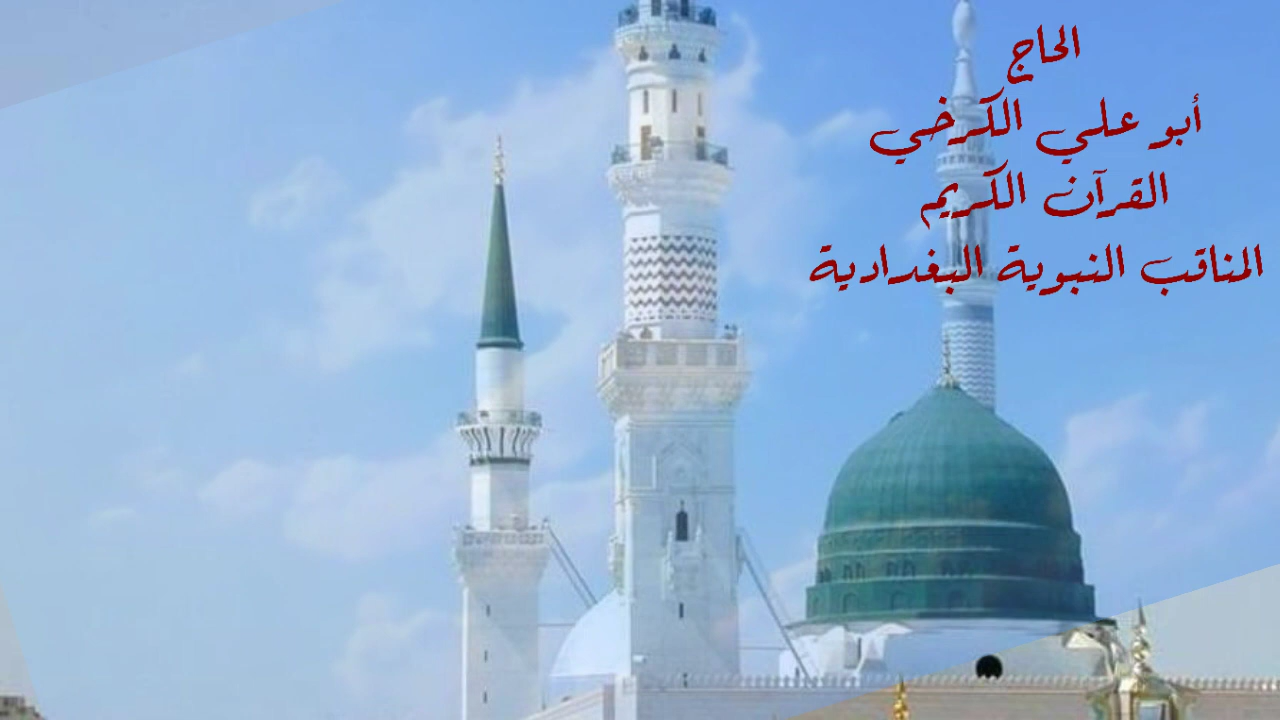 الحاج
أبو علي الكرخي
القرآن الكريم
المناقب النبوية البغدادية